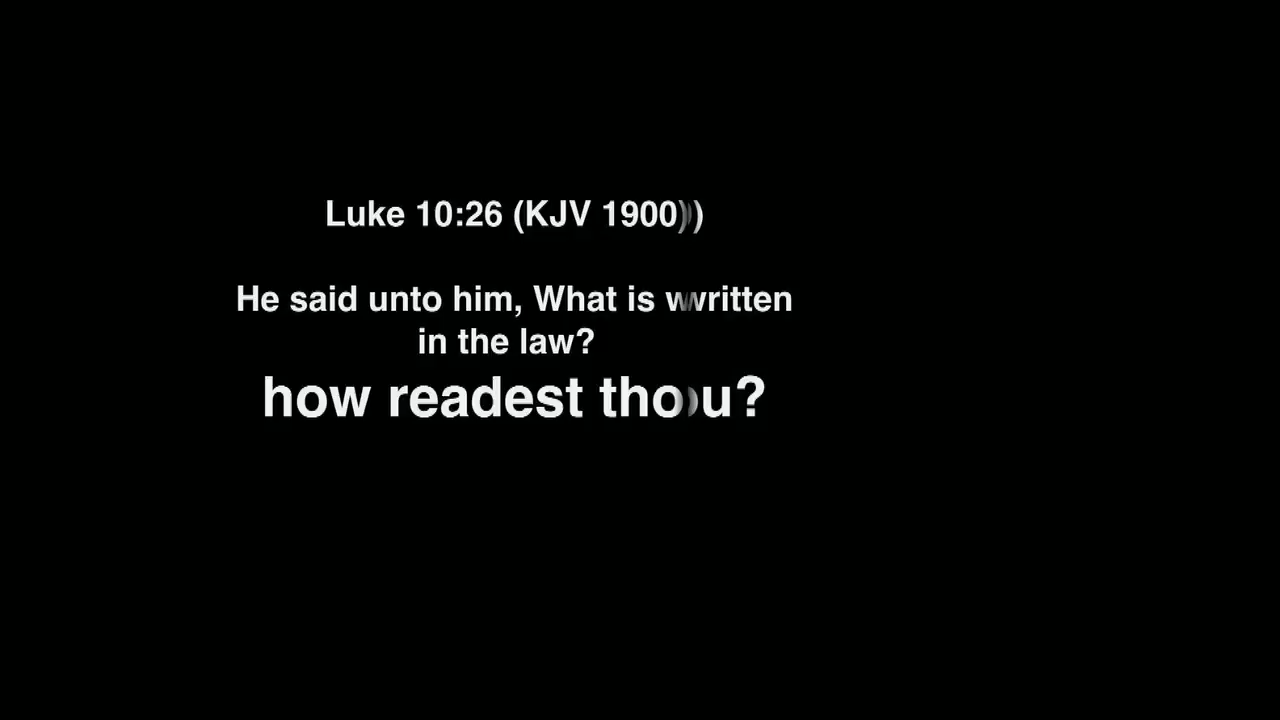 Luke 10:26 (KJV 1900)
He said unto him, What is written
in the law?
how readest thou?